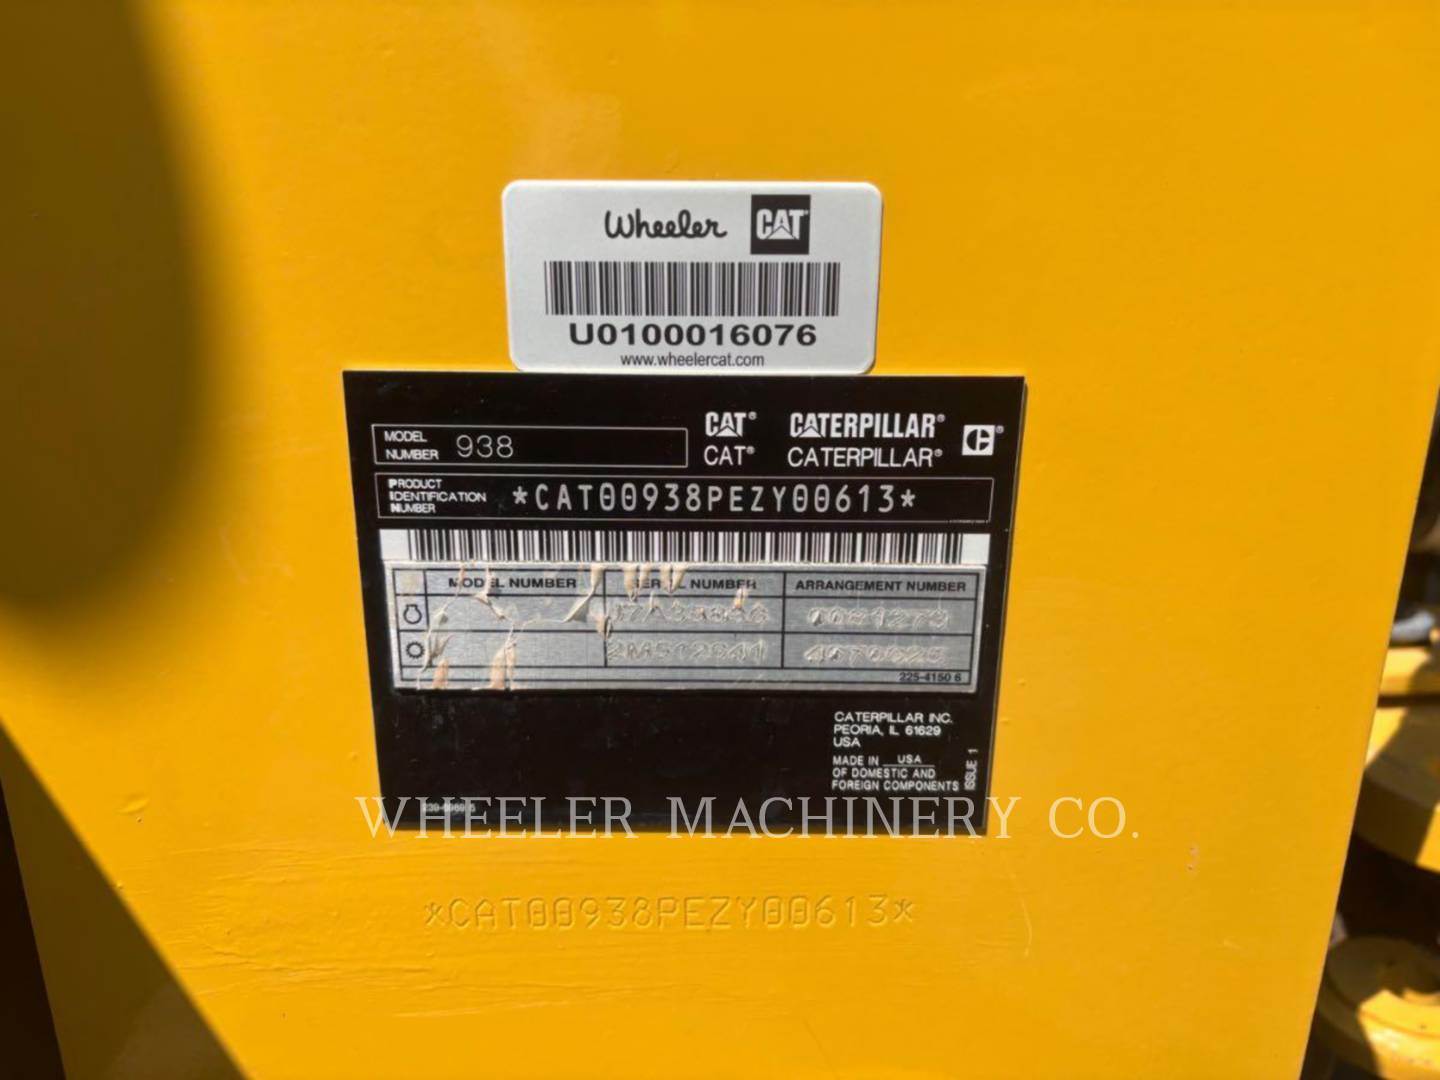 Wheeler CAT
U0100016076
www.wheelercat.com
CAT® CATERPILLAR®
MODEL NUMBER 938
CAT® CATERPILLAR®
PRODUCT IDENTIFICATION NUMBER *CAT00938PEZY00613*
MODEL NUMBER SERIAL NUMBER ARRANGEMENT NUMBER
225-4150 6
CATERPILLAR INC.
PEORIA, IL 61629
USA
MADE IN USA
OF DOMESTIC AND
FOREIGN COMPONENTS
ISSUE 1
WHEELER MACHINERY CO.
*CAT00938PEZY00613*